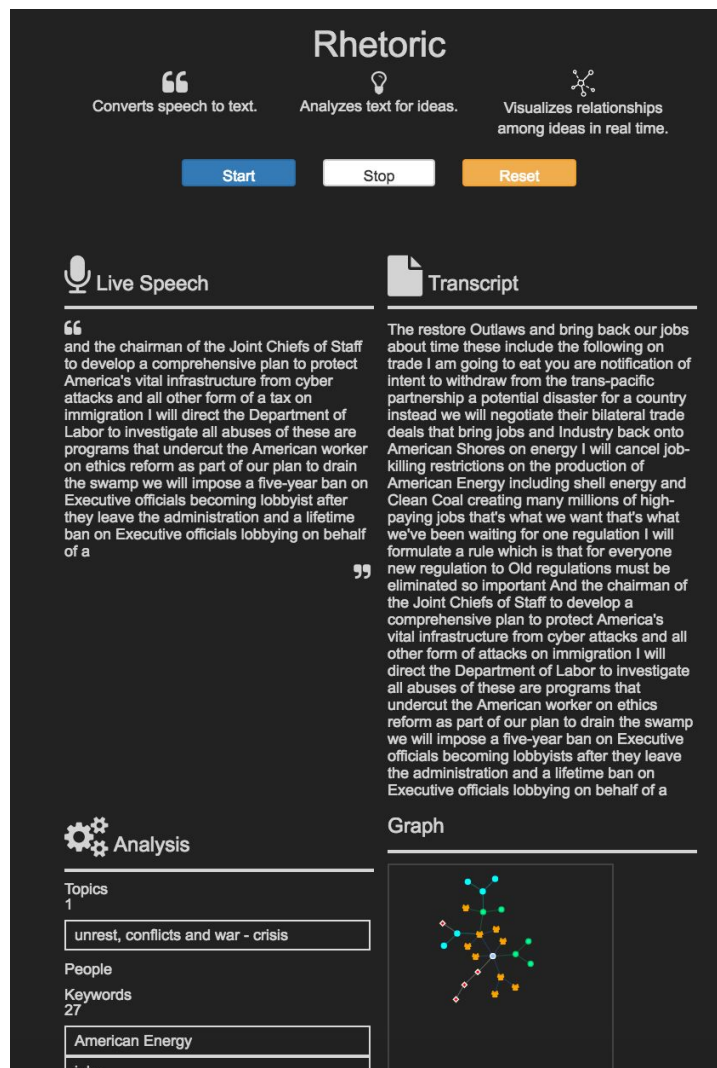 Rhetoric
Converts speech to text.
Analyzes text for ideas.
Visualizes relationships
among ideas in real time.
Start
Stop
Reset
Live Speech
and the chairman of the Joint Chiefs of Staff
to develop a comprehensive plan to protect
America's vital infrastructure from cyber
attacks and all other form of a tax on
immigration I will direct the Department of
Labor to investigate all abuses of these are
programs that undercut the American worker
on ethics reform as part of our plan to drain
the swamp we will impose a five-year ban on
Executive officials becoming lobbyist after
they leave the administration and a lifetime
ban on Executive officials lobbying on behalf
of a
Transcript
The restore Outlaws and bring back our jobs
about time these include the following on
trade I am going to eat you are notification of
intent to withdraw from the trans-pacific
partnership a potential disaster for a country
instead we will negotiate their bilateral trade
deals that bring jobs and Industry back onto
American Shores on energy I will cancel job-
killing restrictions on the production of
American Energy including shell energy and
Clean Coal creating many millions of high-
paying jobs that's what we want that's what
we've been waiting for one regulation I will
formulate a rule which is that for everyone
new regulation to Old regulations must be
eliminated so important And the chairman of
the Joint Chiefs of Staff to develop a
comprehensive plan to protect America's
vital infrastructure from cyber attacks and all
other form of attacks on immigration I will
direct the Department of Labor to investigate
all abuses of these are programs that
undercut the American worker on ethics
reform as part of our plan to drain the swamp
we will impose a five-year ban on Executive
officials becoming lobbyists after they leave
the administration and a lifetime ban on
Executive officials lobbying on behalf of a
Analysis
Topics
1
unrest, conflicts and war - crisis
People
Keywords
27
American Energy
Graph